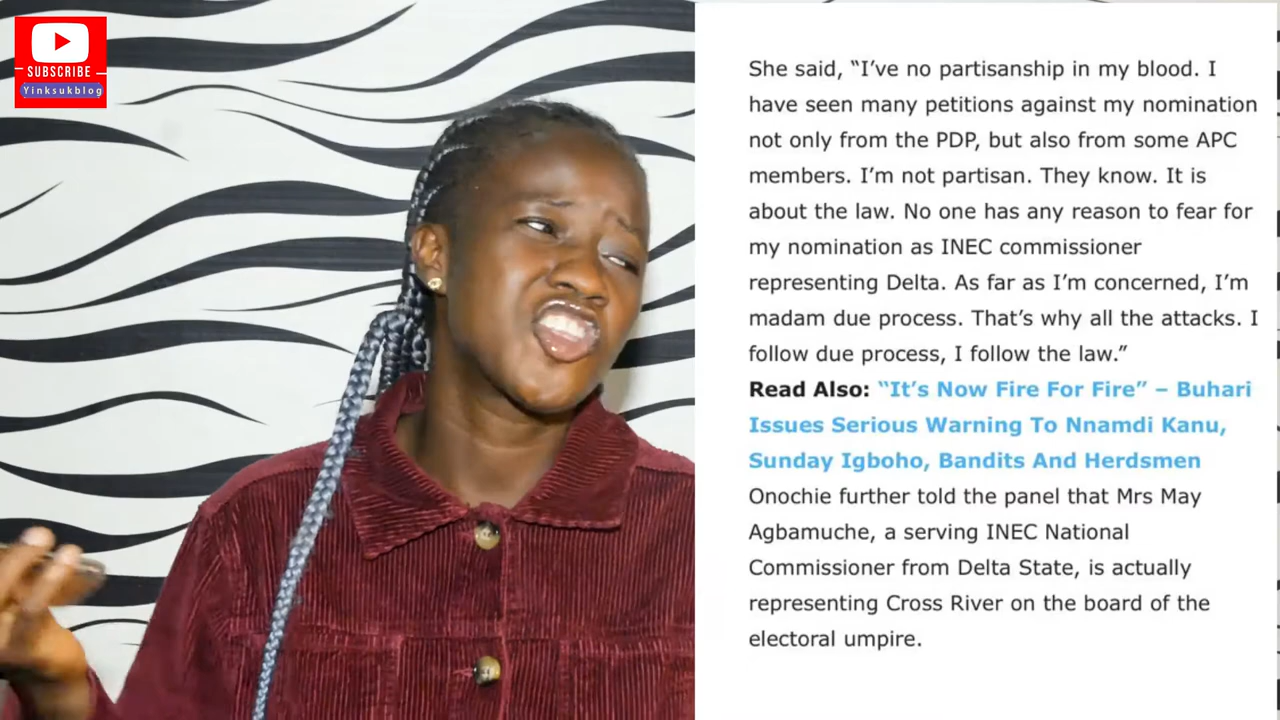 SUBSCRIBE
Yinksukblog
She said, “I’ve no partisanship in my blood. I
have seen many petitions against my nomination
not only from the PDP, but also from some APC
members. I’m not partisan. They know. It is
about the law. No one has any reason to fear for
my nomination as INEC commissioner
representing Delta. As far as I’m concerned, I’m
madam due process. That’s why all the attacks. I
follow due process, I follow the law.”
Read Also: “It’s Now Fire For Fire” – Buhari
Issues Serious Warning To Nnamdi Kanu,
Sunday Igboho, Bandits And Herdsmen
Onochie further told the panel that Mrs May
Agbamuche, a serving INEC National
Commissioner from Delta State, is actually
representing Cross River on the board of the
electoral umpire.